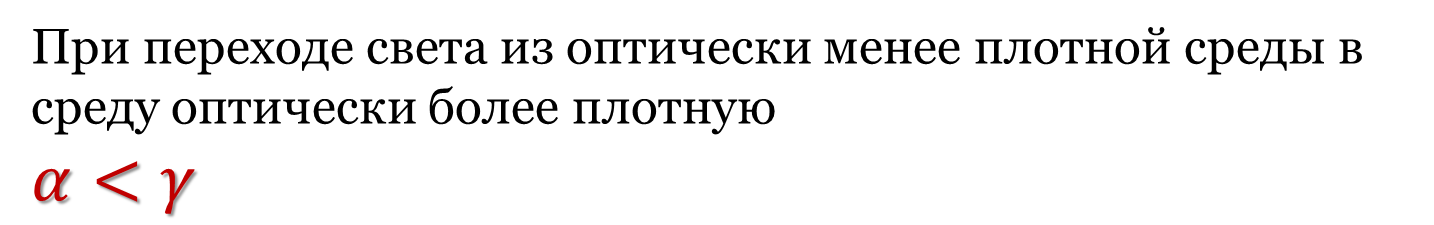 При переходе света из оптически менее плотной среды в
среду оптически более плотную
α < γ